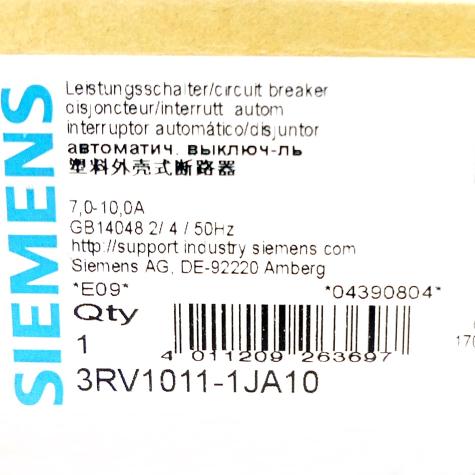 SIEMENS
Leistungsschalter/circuit breaker
disjoncteur/interrutt. autom
interruptor automático/disjuntor
автоматич. выключ-ль
塑料外壳式断路器
7,0-10,0A
GB14048 2/ 4 / 50Hz
http://support industry siemens com
Siemens AG, DE-92220 Amberg
*E09* *04390804*
Qty
1
4 011209 263697
170
3RV1011-1JA10